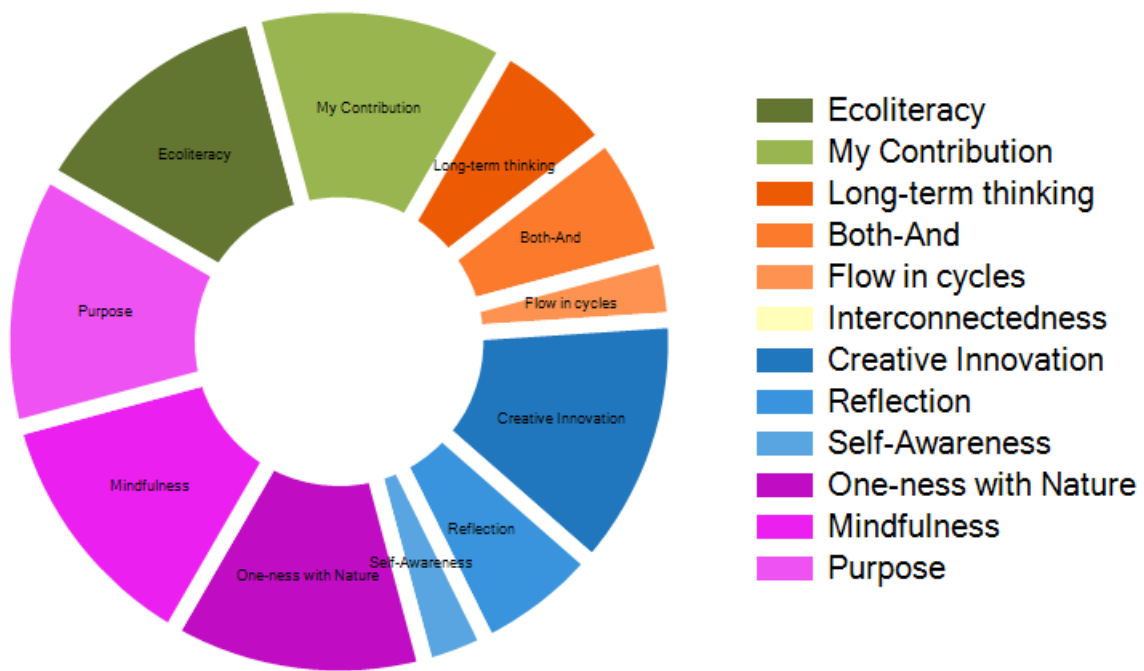 My Contribution
Ecoliteracy
Long-term thinking
Both-And
Flow in cycles
Purpose
Creative Innovation
Mindfulness
Reflection
Self-Awareness
One-ness with Nature
Ecoliteracy
My Contribution
Long-term thinking
Both-And
Flow in cycles
Interconnectedness
Creative Innovation
Reflection
Self-Awareness
One-ness with Nature
Mindfulness
Purpose